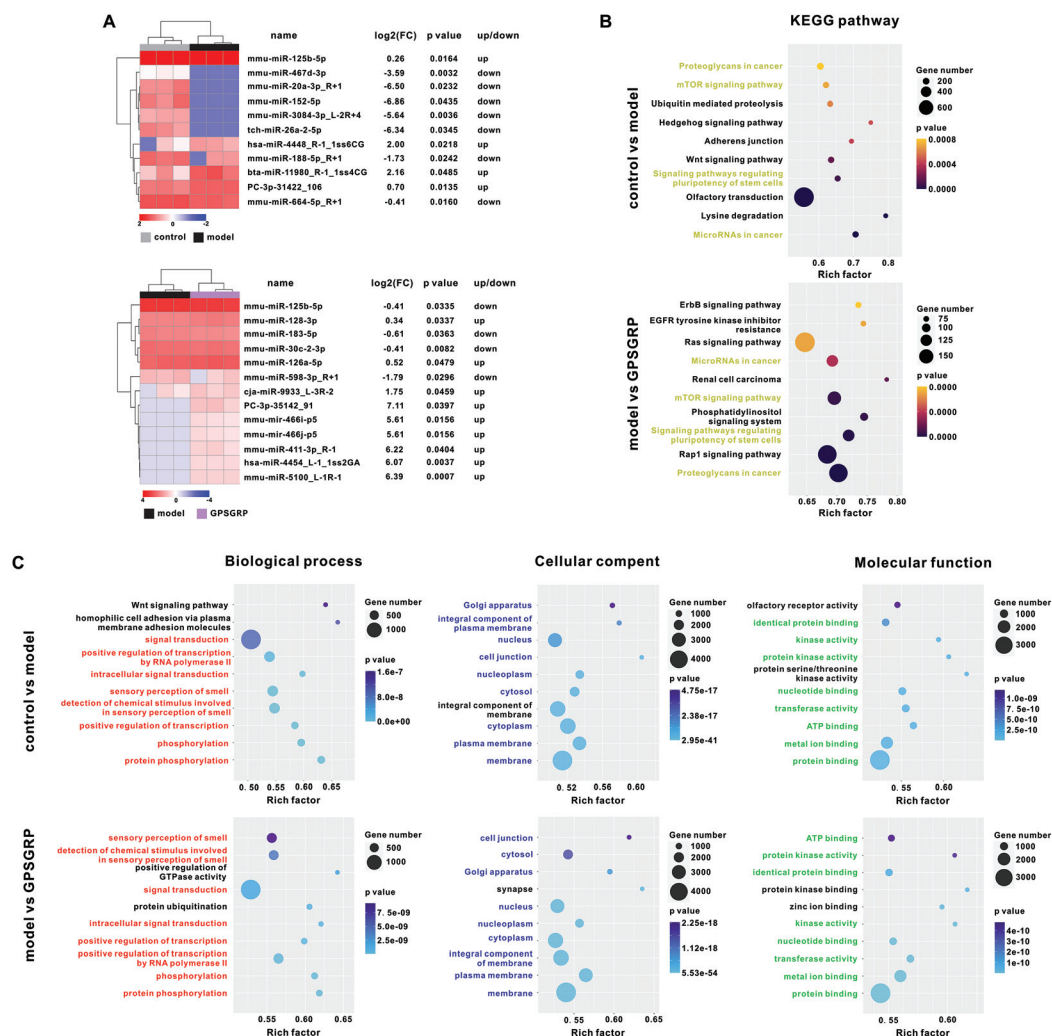 A
name log2(FC) p value up/down
mmu-miR-125b-5p 0.26 0.0164 up
mmu-miR-467d-3p -3.59 0.0032 down
mmu-miR-20a-3p_R+1 -6.50 0.0232 down
mmu-miR-152-5p -6.86 0.0435 down
mmu-miR-3084-3p_L-2R+4 -5.64 0.0036 down
tch-miR-26a-2-5p -6.34 0.0345 down
hsa-miR-4448_R-1_1ss6CG 2.00 0.0218 up
mmu-miR-188-5p_R+1 -1.73 0.0242 down
bta-miR-11980_R-1_1ss4CG 2.16 0.0485 up
PC-3p-31422_106 0.70 0.0135 up
mmu-miR-664-5p_R+1 -0.41 0.0160 down
2 0 -2
control model
name log2(FC) p value up/down
mmu-miR-125b-5p -0.41 0.0335 down
mmu-miR-128-3p 0.34 0.0337 up
mmu-miR-183-5p -0.61 0.0363 down
mmu-miR-30c-2-3p -0.41 0.0082 down
mmu-miR-126a-5p 0.52 0.0479 up
mmu-miR-598-3p_R+1 -1.79 0.0296 down
cja-miR-9933_L-3R-2 1.75 0.0459 up
PC-3p-35142_91 7.11 0.0397 up
mmu-mir-466i-p5 5.61 0.0156 up
mmu-mir-466j-p5 5.61 0.0156 up
mmu-miR-411-3p_R-1 6.22 0.0404 up
hsa-miR-4454_L-1_1ss2GA 6.07 0.0037 up
mmu-miR-5100_L-1R-1 6.39 0.0007 up
4 0 -4
model GPSGRP
B
KEGG pathway
control vs model
Proteoglycans in cancer
mTOR signaling pathway
Ubiquitin mediated proteolysis
Hedgehog signaling pathway
Adherens junction
Wnt signaling pathway
Signaling pathways regulating
pluripotency of stem cells
Olfactory transduction
Lysine degradation
MicroRNAs in cancer
0.6 0.7 0.8
Rich factor
Gene number
200
400
600
p value
0.0008
0.0004
0.0000
model vs GPSGRP
ErbB signaling pathway
EGFR tyrosine kinase inhibitor
resistance
Ras signaling pathway
MicroRNAs in cancer
Renal cell carcinoma
mTOR signaling pathway
Phosphatidylinositol
signaling system
Signaling pathways regulating
pluripotency of stem cells
Rap1 signaling pathway
Proteoglycans in cancer
0.65 0.70 0.75 0.80
Rich factor
Gene number
75
100
125
150
p value
0.0000
0.0000
0.0000
C
Biological process
control vs model
Wnt signaling pathway
homophilic cell adhesion via plasma
membrane adhesion molecules
signal transduction
positive regulation of transcription
by RNA polymerase II
intracellular signal transduction
sensory perception of smell
detection of chemical stimulus involved
in sensory perception of smell
positive regulation of transcription
phosphorylation
protein phosphorylation
0. 50 0.55 0.60 0.65
Rich factor
Gene number
500
1000
p value
1.6e-7
8.0e-8
0.0e+00
Cellular compent
Golgi apparatus
integral component of
plasma membrane
nucleus
cell junction
nucleoplasm
cytosol
integral component of
membrane
cytoplasm
plasma membrane
membrane
0. 52 0.56 0.60
Rich factor
Gene number
1000
2000
3000
4000
p value
4.75e-17
2.38e-17
2.95e-41
Molecular function
olfactory receptor activity
identical protein binding
kinase activity
protein kinase activity
protein serine/threonine
kinase activity
nucleotide binding
transferase activity
ATP binding
metal ion binding
protein binding
0. 55 0.60
Rich factor
Gene number
1000
2000
3000
p value
1.0e-09
7.5e-10
5.0e-10
2.5e-10
model vs GPSGRP
sensory perception of smell
detection of chemical stimulus involved
in sensory perception of smell
positive regulation of
GTPase activity
signal transduction
protein ubiquitination
intracellular signal transduction
positive regulation of transcription
positive regulation of transcription
by RNA polymerase II
phosphorylation
protein phosphorylation
0. 55 0.60 0.65
Rich factor
Gene number
500
1000
p value
7. 5e-09
5.0e-09
2.5e-09
cell junction
cytosol
Golgi apparatus
synapse
nucleus
nucleoplasm
cytoplasm
integral component
of membrane
plasma membrane
membrane
0. 55 0.60 0.65
Rich factor
Gene number
1000
2000
3000
4000
p value
2.25e-18
1.12e-18
5.53e-54
ATP binding
protein kinase activity
identical protein binding
protein kinase binding
zinc ion binding
kinase activity
nucleotide binding
transferase activity
metal ion binding
protein binding
0. 55 0.60
Rich factor
Gene number
1000
2000
3000
p value
4e-10
3e-10
2e-10
1e-10